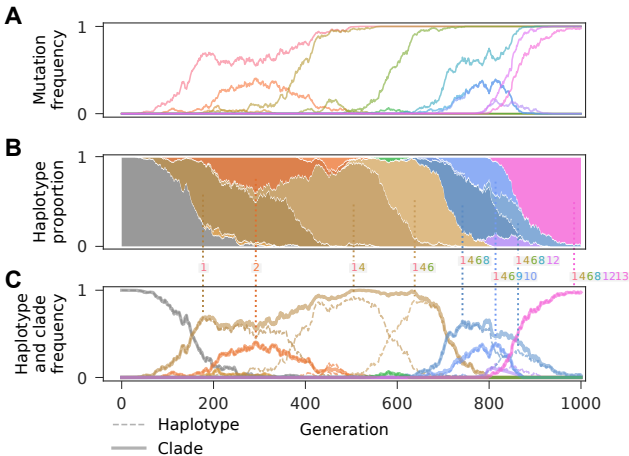 A
1
Mutation
frequency
0
B
1
Haplotype
proportion
0
1
2
14
146
1468
146812
146910
14681213
C
1
Haplotype
and clade
frequency
0
0
200
400
600
800
1000
Generation
Haplotype
Clade